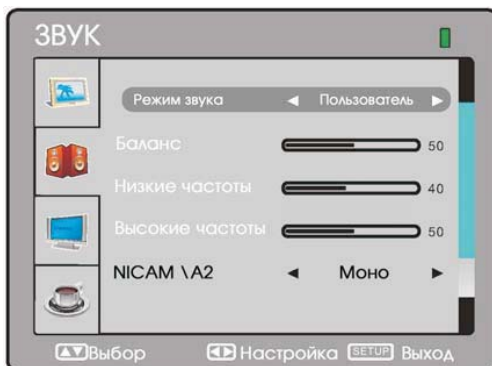 ЗВУК
Режим звука ◀ Пользователь ▶
Баланс 50
Низкие частоты 40
Высокие частоты 50
NICAM \A2 ◀ Моно ▶
Выбор Настройка SETUP Выход